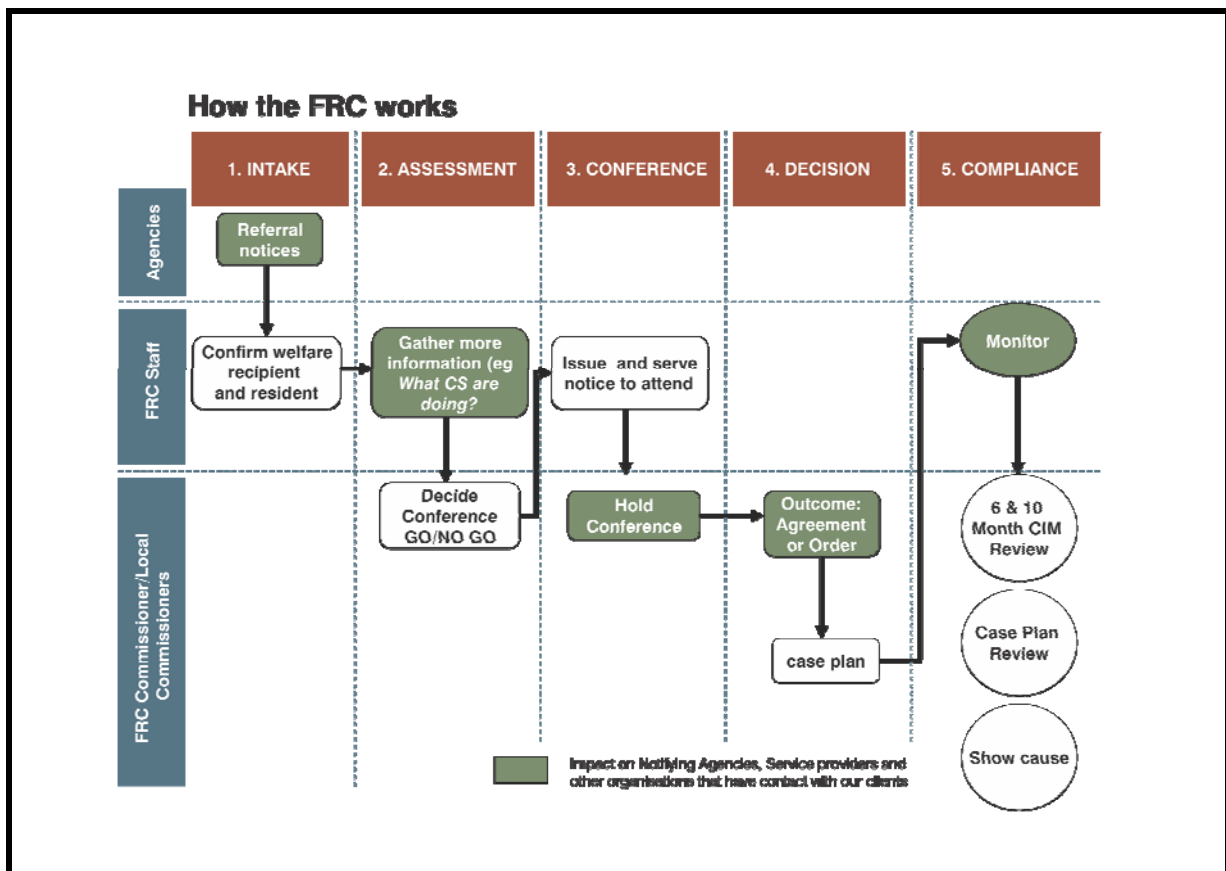 How the FRC works
1. INTAKE
2. ASSESSMENT
3. CONFERENCE
4. DECISION
5. COMPLIANCE
Agencies
Referral
notices
FRC Staff
Confirm welfare
recipient
and resident
Gather more
information (eg
What CS are
doing?
Issue and serve
notice to attend
Monitor
FRC Commissioner/Local
Commissioners
Decide
Conference
GO/NO GO
Hold
Conference
Outcome:
Agreement
or Order
case plan
6 & 10
Month CIM
Review
Case Plan
Review
Show cause
Impact on Notifying Agencies, Service providers and
other organisations that have contact with our clients